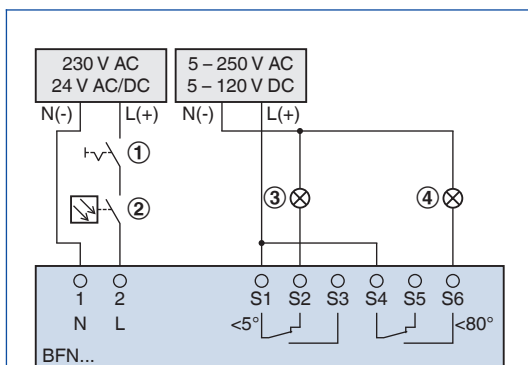 230 V AC
24 V AC/DC
5 – 250 V AC
5 – 120 V DC
N(-) L(+) N(-) L(+)
1
2
3 4
1 2 S1 S2 S3 S4 S5 S6
N L <5° <80°
BFN...